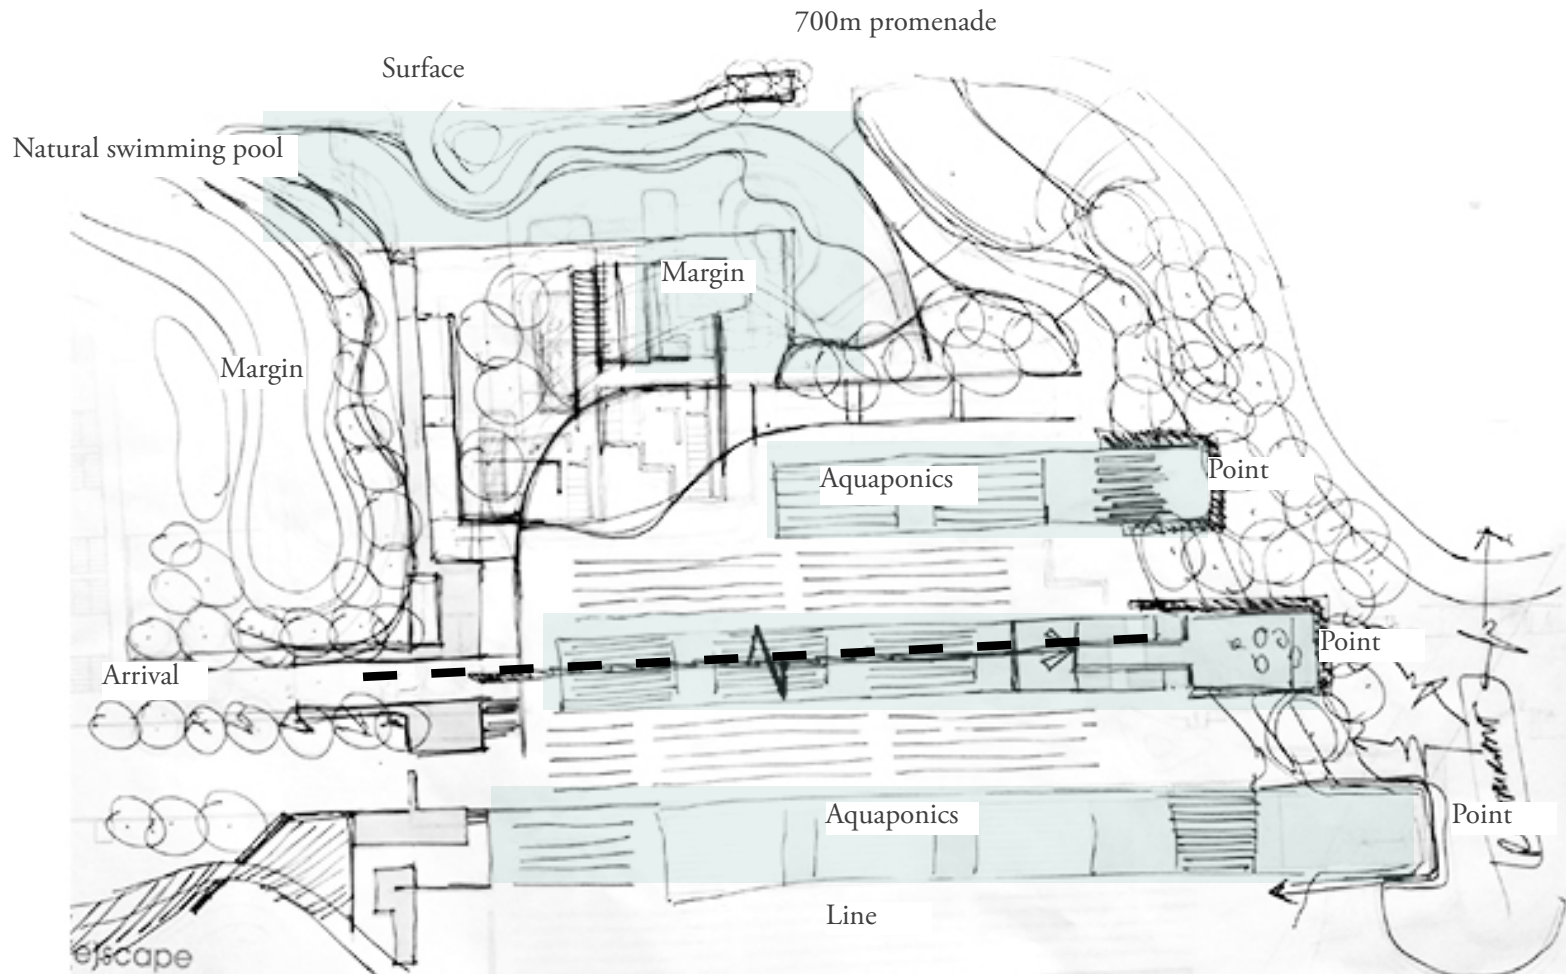 700m promenade
Surface
Natural swimming pool
Margin
Margin
Aquaponics
Point
Point
Arrival
Aquaponics
Point
Line
ejscape